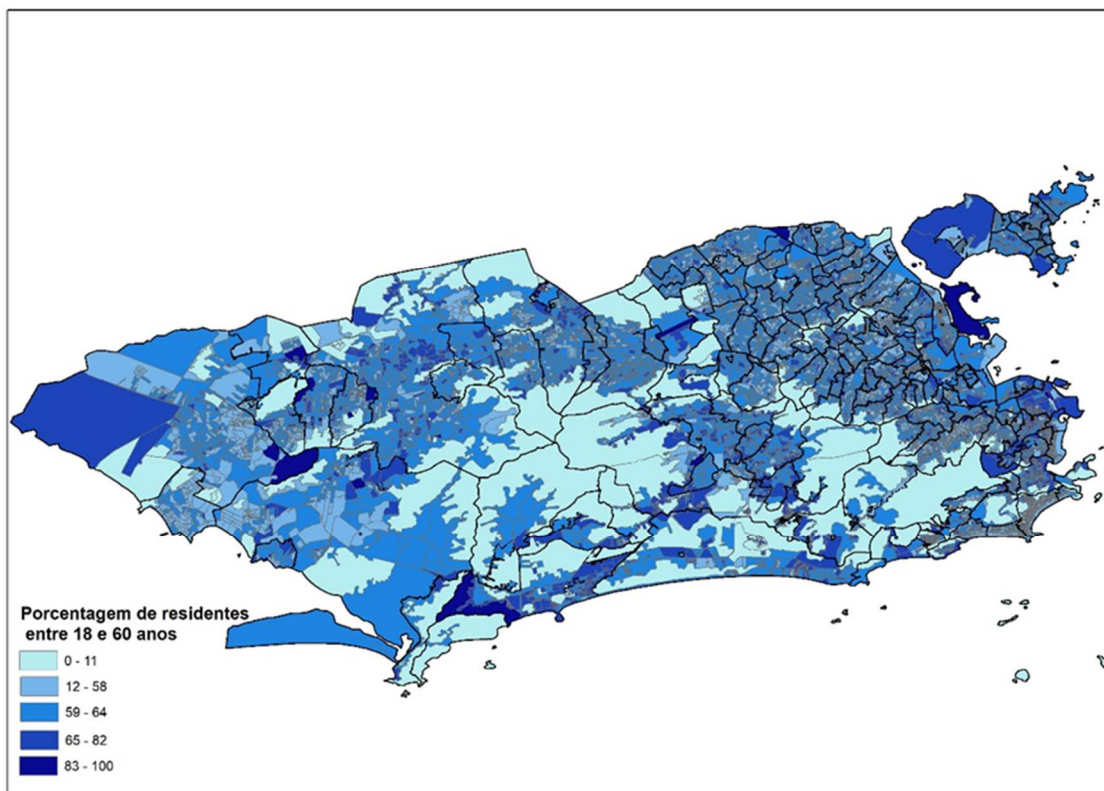 Porcentagem de residentes
entre 18 e 60 anos
0 - 11
12 - 58
59 - 64
65 - 82
83 - 100